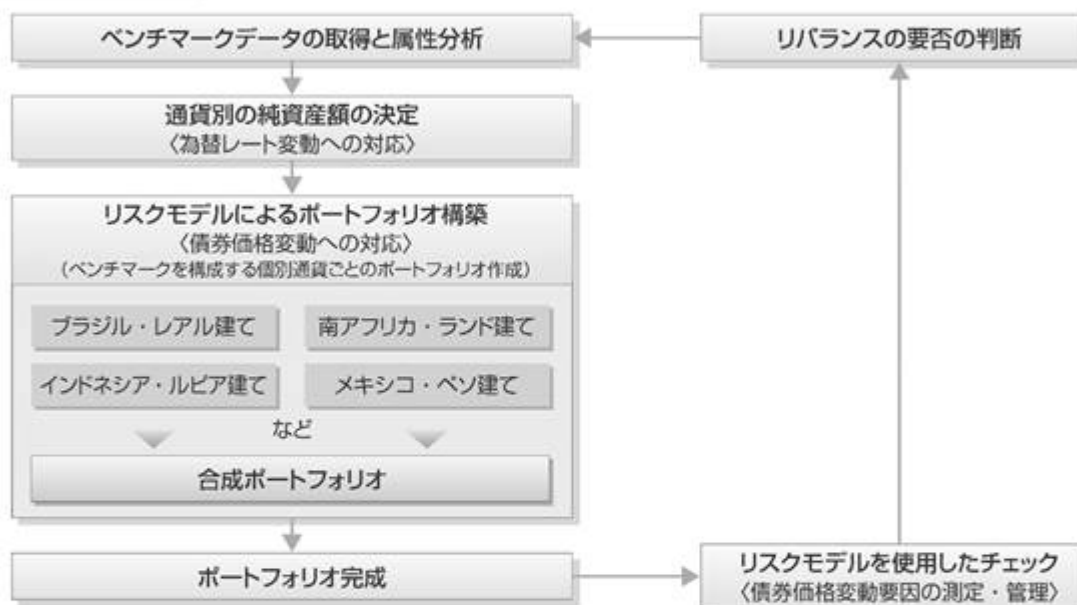 ベンチマークデータの取得と属性分析
リバランスの要否の判断
通貨別の純資産額の決定
〈為替レート変動への対応〉
リスクモデルによるポートフォリオ構築
〈債券価格変動への対応〉
(ベンチマークを構成する個別通貨ごとのポートフォリオ作成)
ブラジル・レアル建て
南アフリカ・ランド建て
インドネシア・ルピア建て
メキシコ・ペソ建て
など
合成ポートフォリオ
ポートフォリオ完成
リスクモデルを使用したチェック
〈債券価格変動要因の測定・管理〉